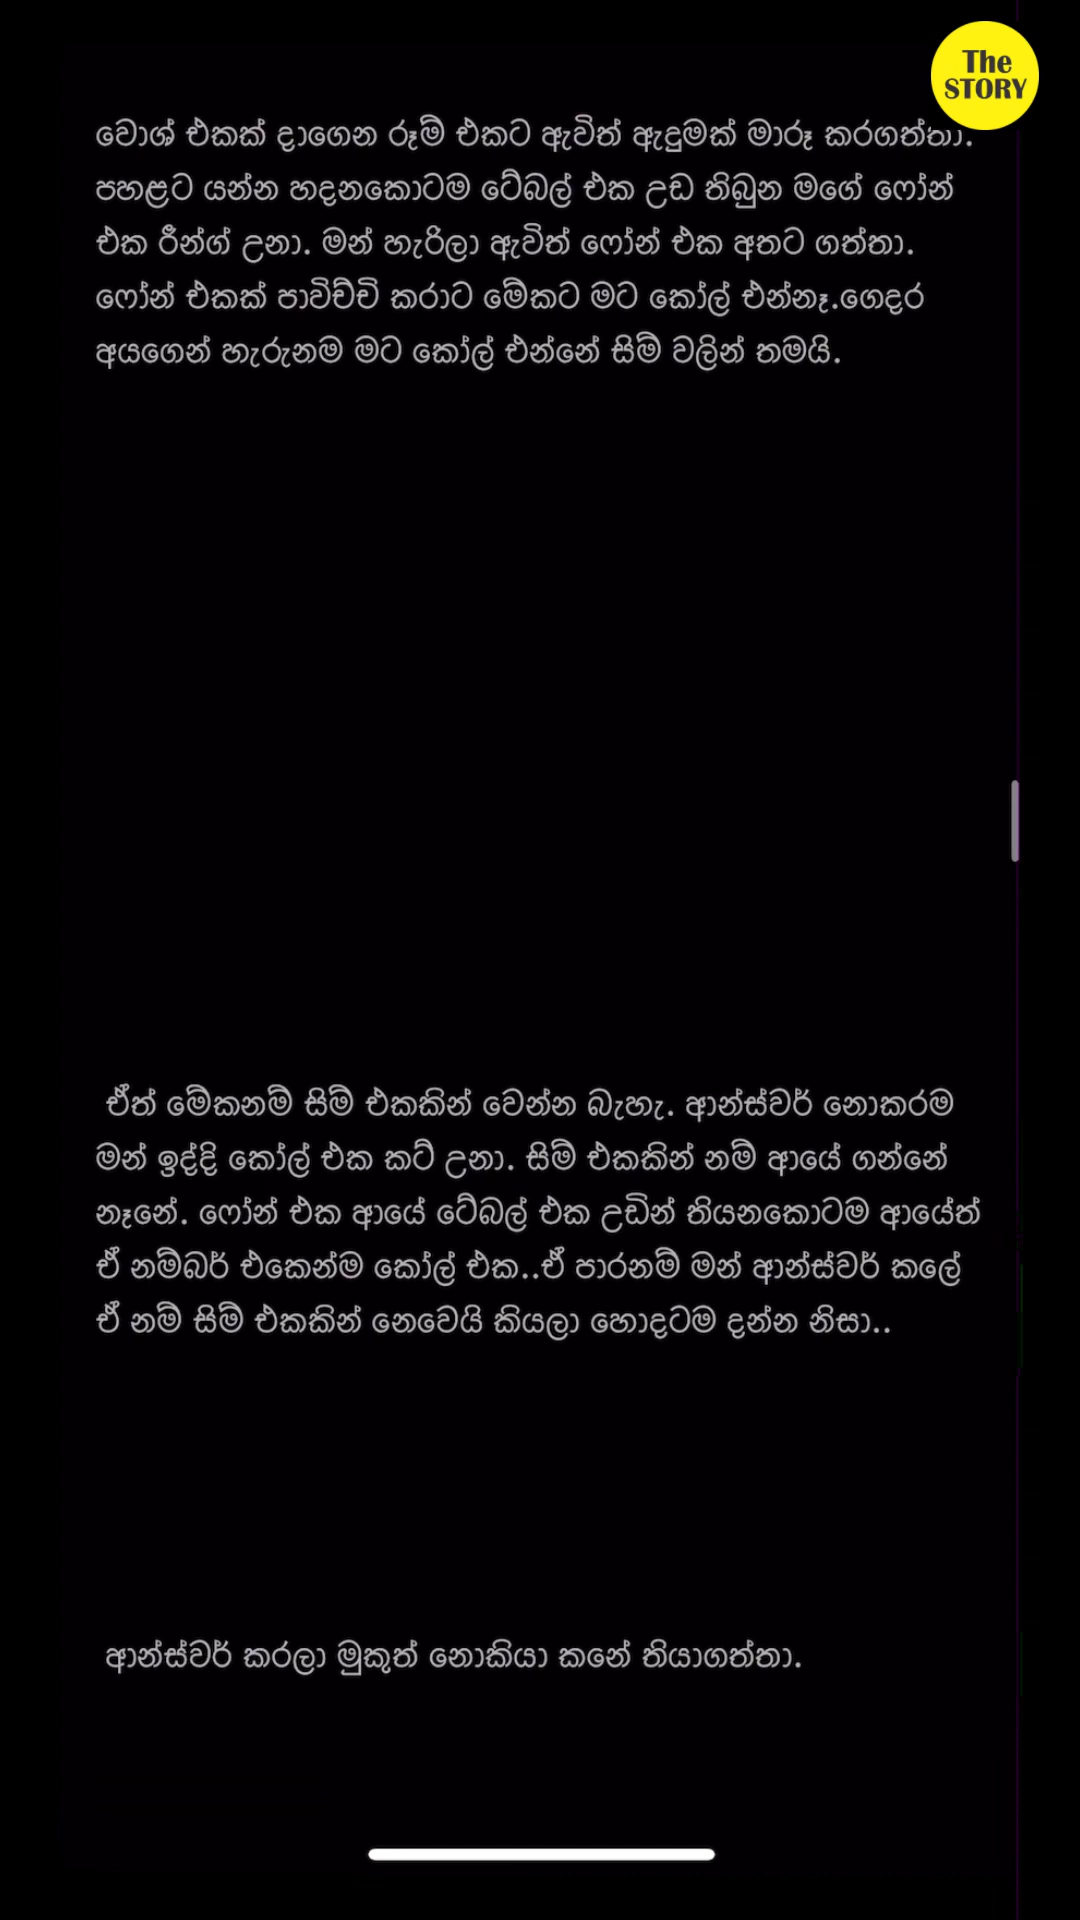 The
STORY
වොශ් එකක් දාගෙන රූම් එකට ඇවිත් ඇදුමක් මාරු කරගත්තා.
පහළට යන්න හදනකොටම ටේබල් එක උඩ තිබුන මගේ ෆෝන්
එක රීන්ග් උනා. මන් හැරිලා ඇවිත් ෆෝන් එක අතට ගත්තා.
ෆෝන් එකක් පාවිච්චි කරාට මේකට මට කෝල් එන්නෑ.ගෙදර
අයගෙන් හැරුනම මට කෝල් එන්නේ සිම් වලින් තමයි.
ඒත් මේකනම් සිම් එකකින් වෙන්න බැහැ. ආන්ස්වර් නොකරම
මන් ඉද්දි කෝල් එක කට් උනා. සිම් එකකින් නම් ආයේ ගන්නේ
නෑනේ. ෆෝන් එක ආයේ ටේබල් එක උඩින් තියනකොටම ආයේත්
ඒ නම්බර් එකෙන්ම කෝල් එක..ඒ පාරනම් මන් ආන්ස්වර් කලේ
ඒ නම් සිම් එකකින් නෙවෙයි කියලා හොදටම දන්න නිසා..
ආන්ස්වර් කරලා මුකුත් නොකියා කනේ තියාගත්තා.